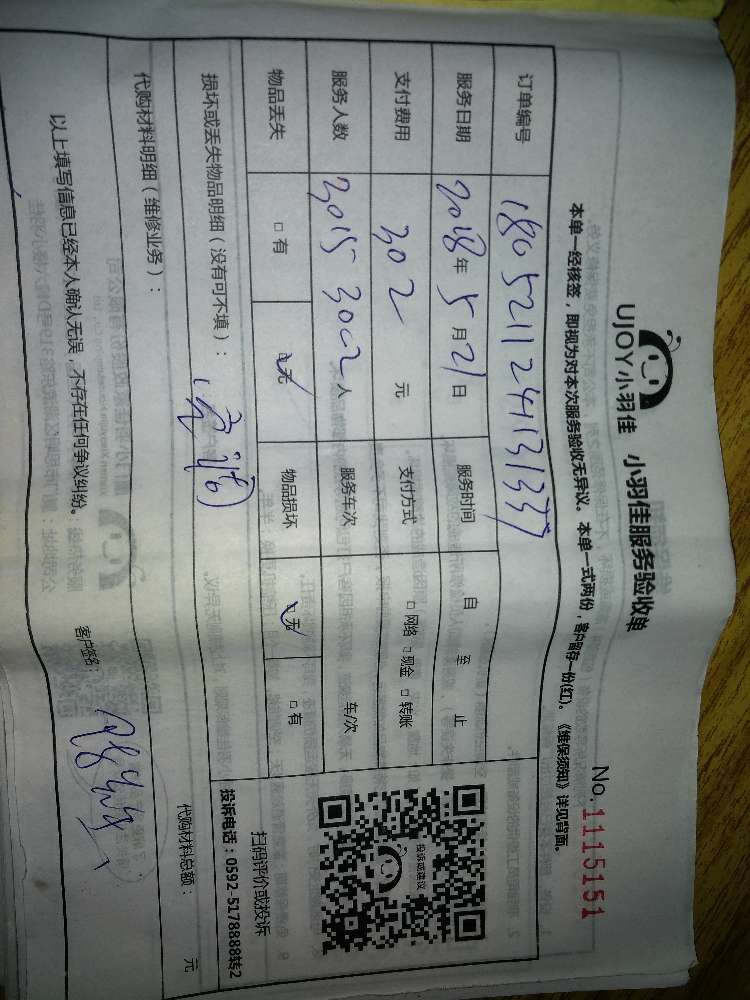 UJOY小羽佳 小羽佳服务验收单
No.1115151
本单一经核签，即视为对本次服务验收无异议。本单一式两份，客户留存一份(红)。《维保须知》详见背面。
订单编号 180521124131337
服务日期 2018年5月21日 服务时间 自 至 止
支付费用 302 元 支付方式 □网络 □现金 □转账
服务人数 3015 3002 人 服务车次 车/次
物品丢失 □有 ☑无 物品损坏 ☑无 □有
投诉或建议
扫码评价或投诉
投诉电话：0592-5178888转2
损坏或丢失物品明细（没有可不填）：
代购材料明细（维修业务）： 代购材料总额： 元
以上填写信息已经本人确认无误，不存在任何争议纠纷。 客户签名：